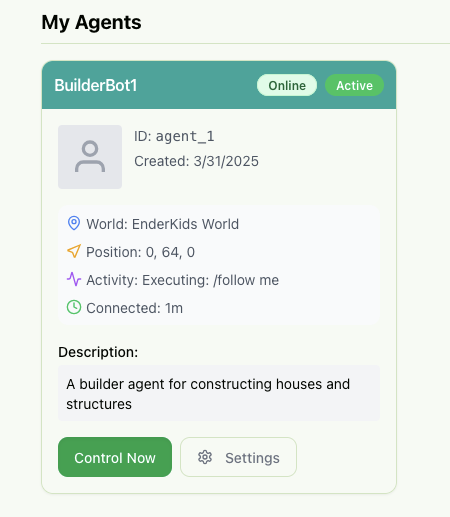 My Agents
BuilderBot1 Online Active
ID: agent_1
Created: 3/31/2025
World: EnderKids World
Position: 0, 64, 0
Activity: Executing: /follow me
Connected: 1m
Description:
A builder agent for constructing houses and
structures
Control Now Settings